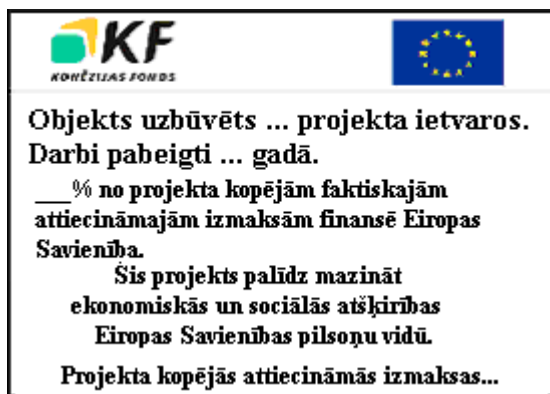 KF
KOHĒZIJAS FONDS
Objekts uzbūvēts ... projekta ietvaros.
Darbi pabeigti ... gadā.
___% no projekta kopējām faktiskajām
attiecināmajām izmaksām finansē Eiropas
Savienība.
Šis projekts palīdz mazināt
ekonomiskās un sociālās atšķirības
Eiropas Savienības pilsoņu vidū.
Projekta kopējās attiecināmās izmaksas...